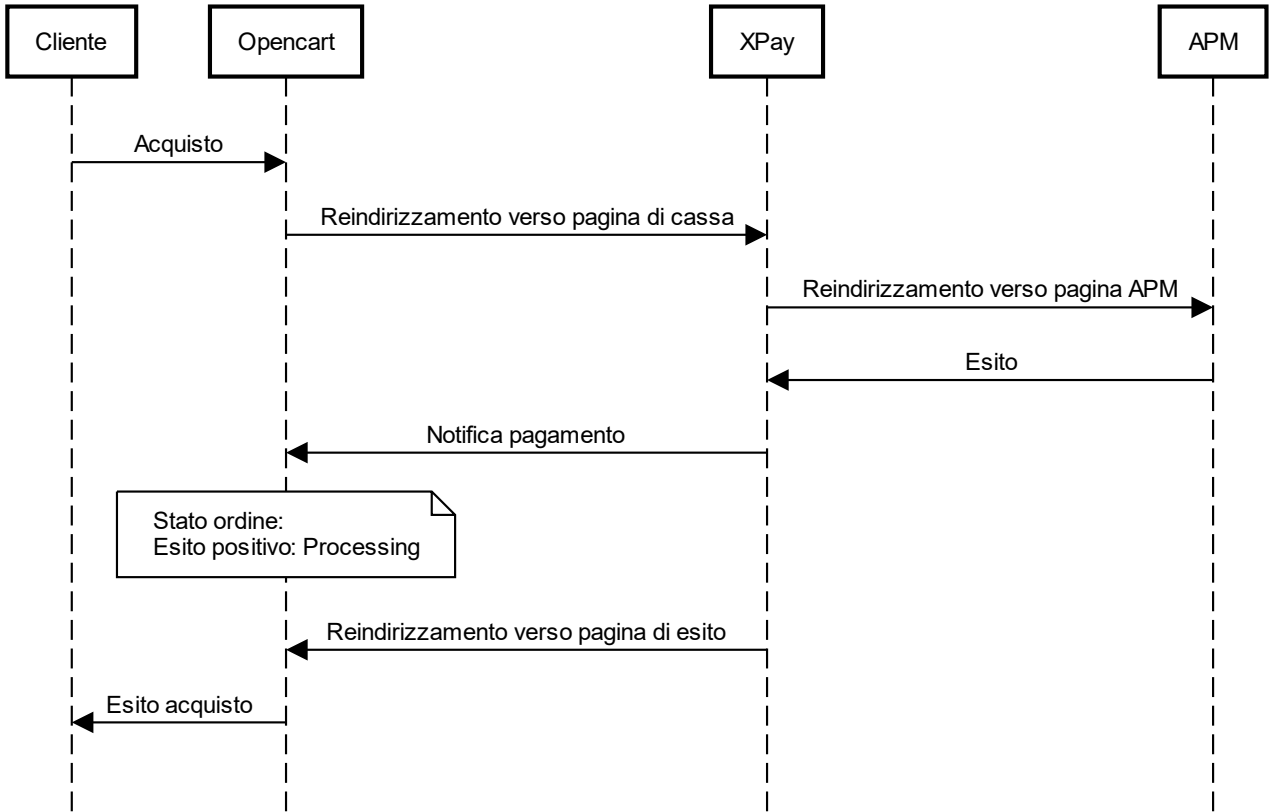 Cliente
Opencart
XPay
APM
Acquisto
Reindirizzamento verso pagina di cassa
Reindirizzamento verso pagina APM
Esito
Notifica pagamento
Stato ordine:
Esito positivo: Processing
Reindirizzamento verso pagina di esito
Esito acquisto